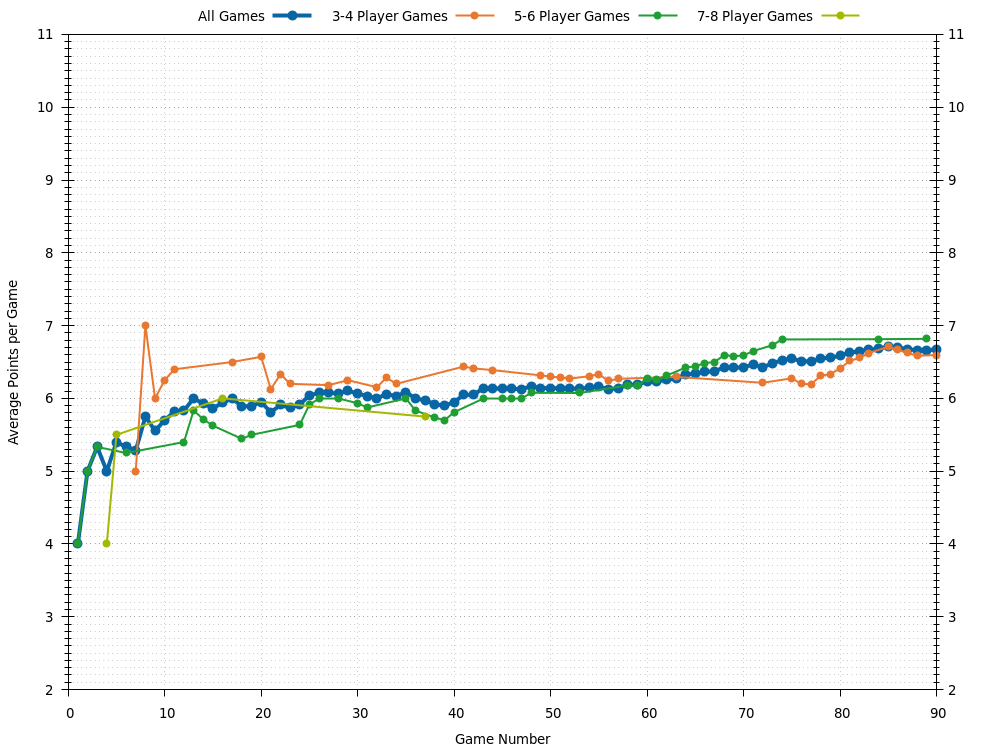 All Games 3-4 Player Games 5-6 Player Games 7-8 Player Games
11 11
10 10
9 9
8 8
7 7
6 6
5 5
4 4
3 3
2 2
Average Points per Game
0 10 20 30 40 50 60 70 80 90
Game Number